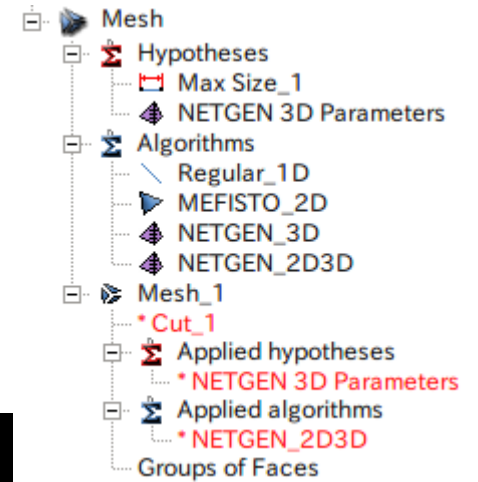 Mesh
Hypotheses
Max Size_1
NETGEN 3D Parameters
Algorithms
Regular_1D
MEFISTO_2D
NETGEN_3D
NETGEN_2D3D
Mesh_1
* Cut_1
Applied hypotheses
* NETGEN 3D Parameters
Applied algorithms
* NETGEN_2D3D
Groups of Faces